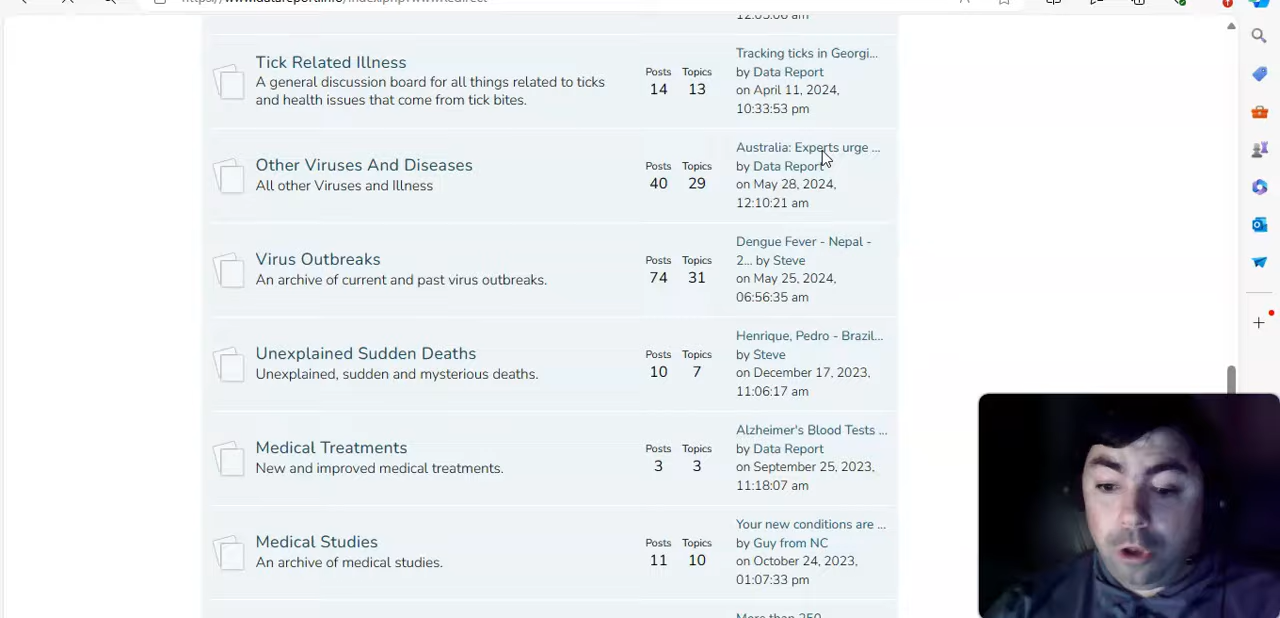 12:05:06 am
Tick Related Illness
A general discussion board for all things related to ticks
and health issues that come from tick bites.
Posts Topics
14 13
Tracking ticks in Georgi...
by Data Report
on April 11, 2024,
10:33:53 pm
Other Viruses And Diseases
All other Viruses and Illness
Posts Topics
40 29
Australia: Experts urge ...
by Data Report
on May 28, 2024,
12:10:21 am
Virus Outbreaks
An archive of current and past virus outbreaks.
Posts Topics
74 31
Dengue Fever - Nepal -
2... by Steve
on May 25, 2024,
06:56:35 am
Unexplained Sudden Deaths
Unexplained, sudden and mysterious deaths.
Posts Topics
10 7
Henrique, Pedro - Brazil...
by Steve
on December 17, 2023,
11:06:17 am
Medical Treatments
New and improved medical treatments.
Posts Topics
3 3
Alzheimer's Blood Tests ...
by Data Report
on September 25, 2023,
11:18:07 am
Medical Studies
An archive of medical studies.
Posts Topics
11 10
Your new conditions are ...
by Guy from NC
on October 24, 2023,
01:07:33 pm
More than 250